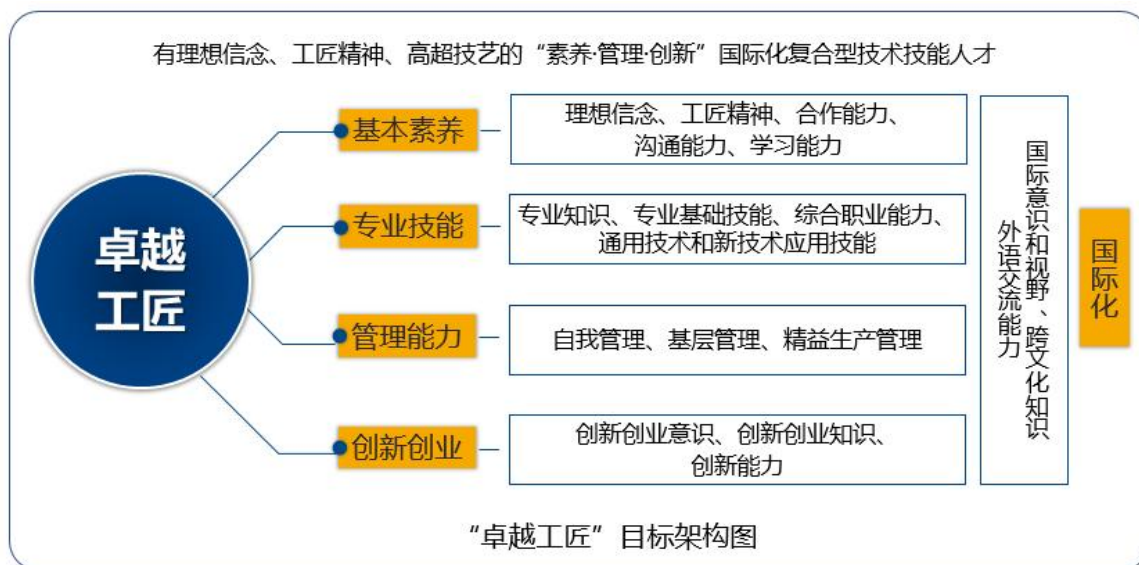 有理想信念、工匠精神、高超技艺的“素养·管理·创新”国际化复合型技术技能人才
卓越
工匠
基本素养
理想信念、工匠精神、合作能力、
沟通能力、学习能力
专业技能
专业知识、专业基础技能、综合职业能力、
通用技术和新技术应用技能
管理能力
自我管理、基层管理、精益生产管理
创新创业
创新创业意识、创新创业知识、
创新能力
国际意识和视野、跨文化知识
外语交流能力
国际化
“卓越工匠”目标架构图